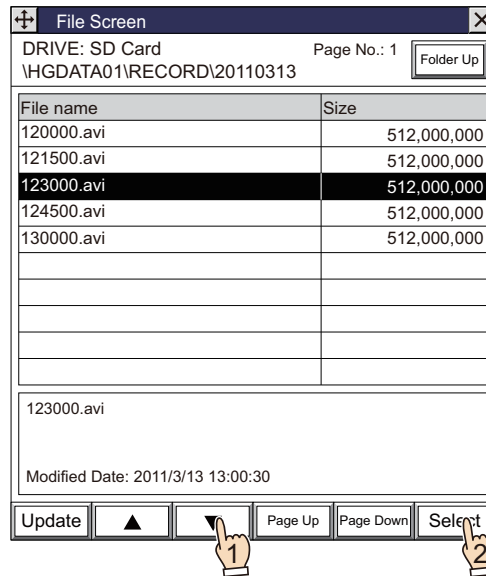 File Screen
DRIVE: SD Card Page No.: 1
\HGDATA01\RECORD\20110313 Folder Up
File name Size
120000.avi 512,000,000
121500.avi 512,000,000
123000.avi 512,000,000
124500.avi 512,000,000
130000.avi 512,000,000
123000.avi
Modified Date: 2011/3/13 13:00:30
Update ▲ ▼ Page Up Page Down Select
1 2